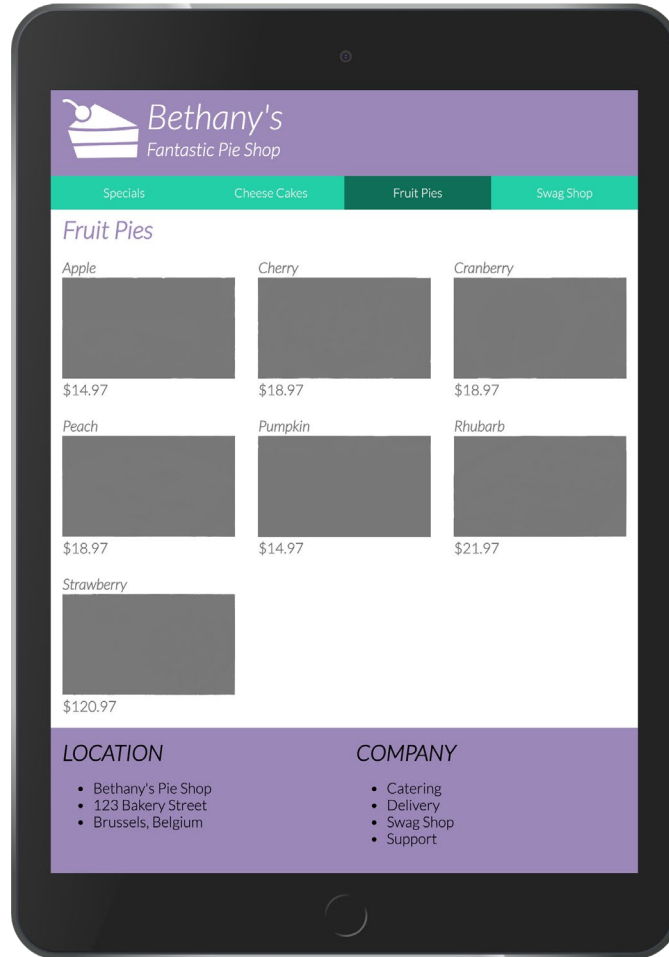 Bethany's
Fantastic Pie Shop
Specials Cheese Cakes Fruit Pies Swag Shop
Fruit Pies
Apple Cherry Cranberry
$14.97 $18.97 $18.97
Peach Pumpkin Rhubarb
$18.97 $14.97 $21.97
Strawberry
$120.97
LOCATION
• Bethany's Pie Shop
• 123 Bakery Street
• Brussels, Belgium
COMPANY
• Catering
• Delivery
• Swag Shop
• Support